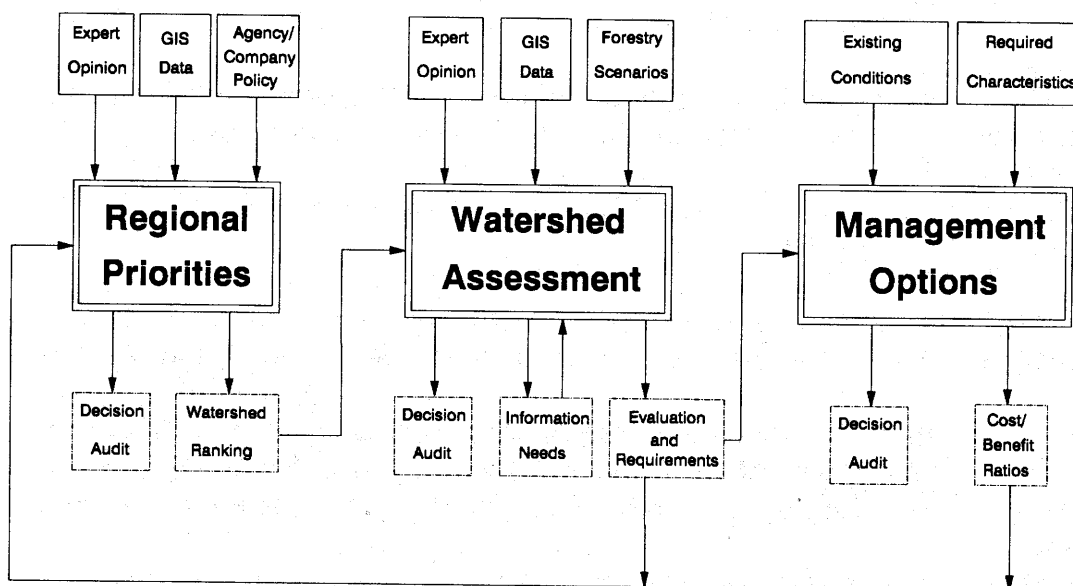 Expert
Opinion
GIS
Data
Agency/
Company
Policy
Expert
Opinion
GIS
Data
Forestry
Scenarios
Existing
Conditions
Required
Characteristics
Regional
Priorities
Watershed
Assessment
Management
Options
Decision
Audit
Watershed
Ranking
Decision
Audit
Information
Needs
Evaluation
and
Requirements
Decision
Audit
Cost/
Benefit
Ratios